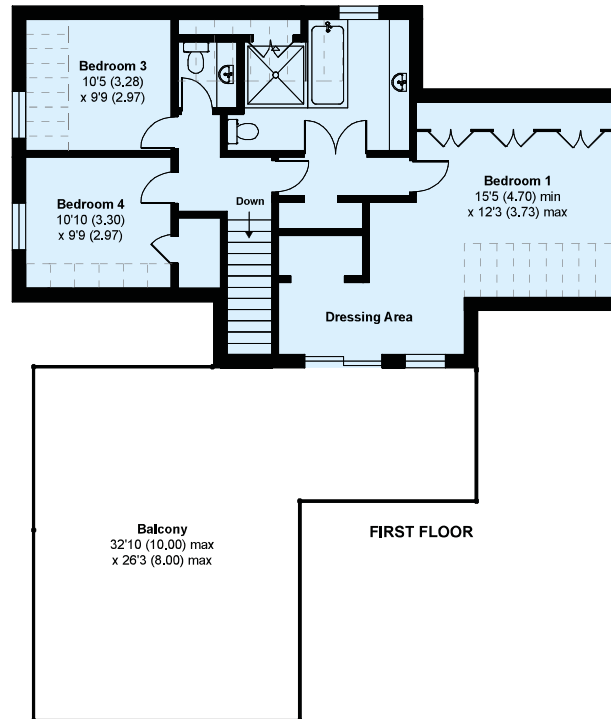 Bedroom 3
10'5 (3.28)
x 9'9 (2.97)
Bedroom 4
10'10 (3.30)
x 9'9 (2.97)
Down
Bedroom 1
15'5 (4.70) min
x 12'3 (3.73) max
Dressing Area
Balcony
32'10 (10.00) max
x 26'3 (8.00) max
FIRST FLOOR